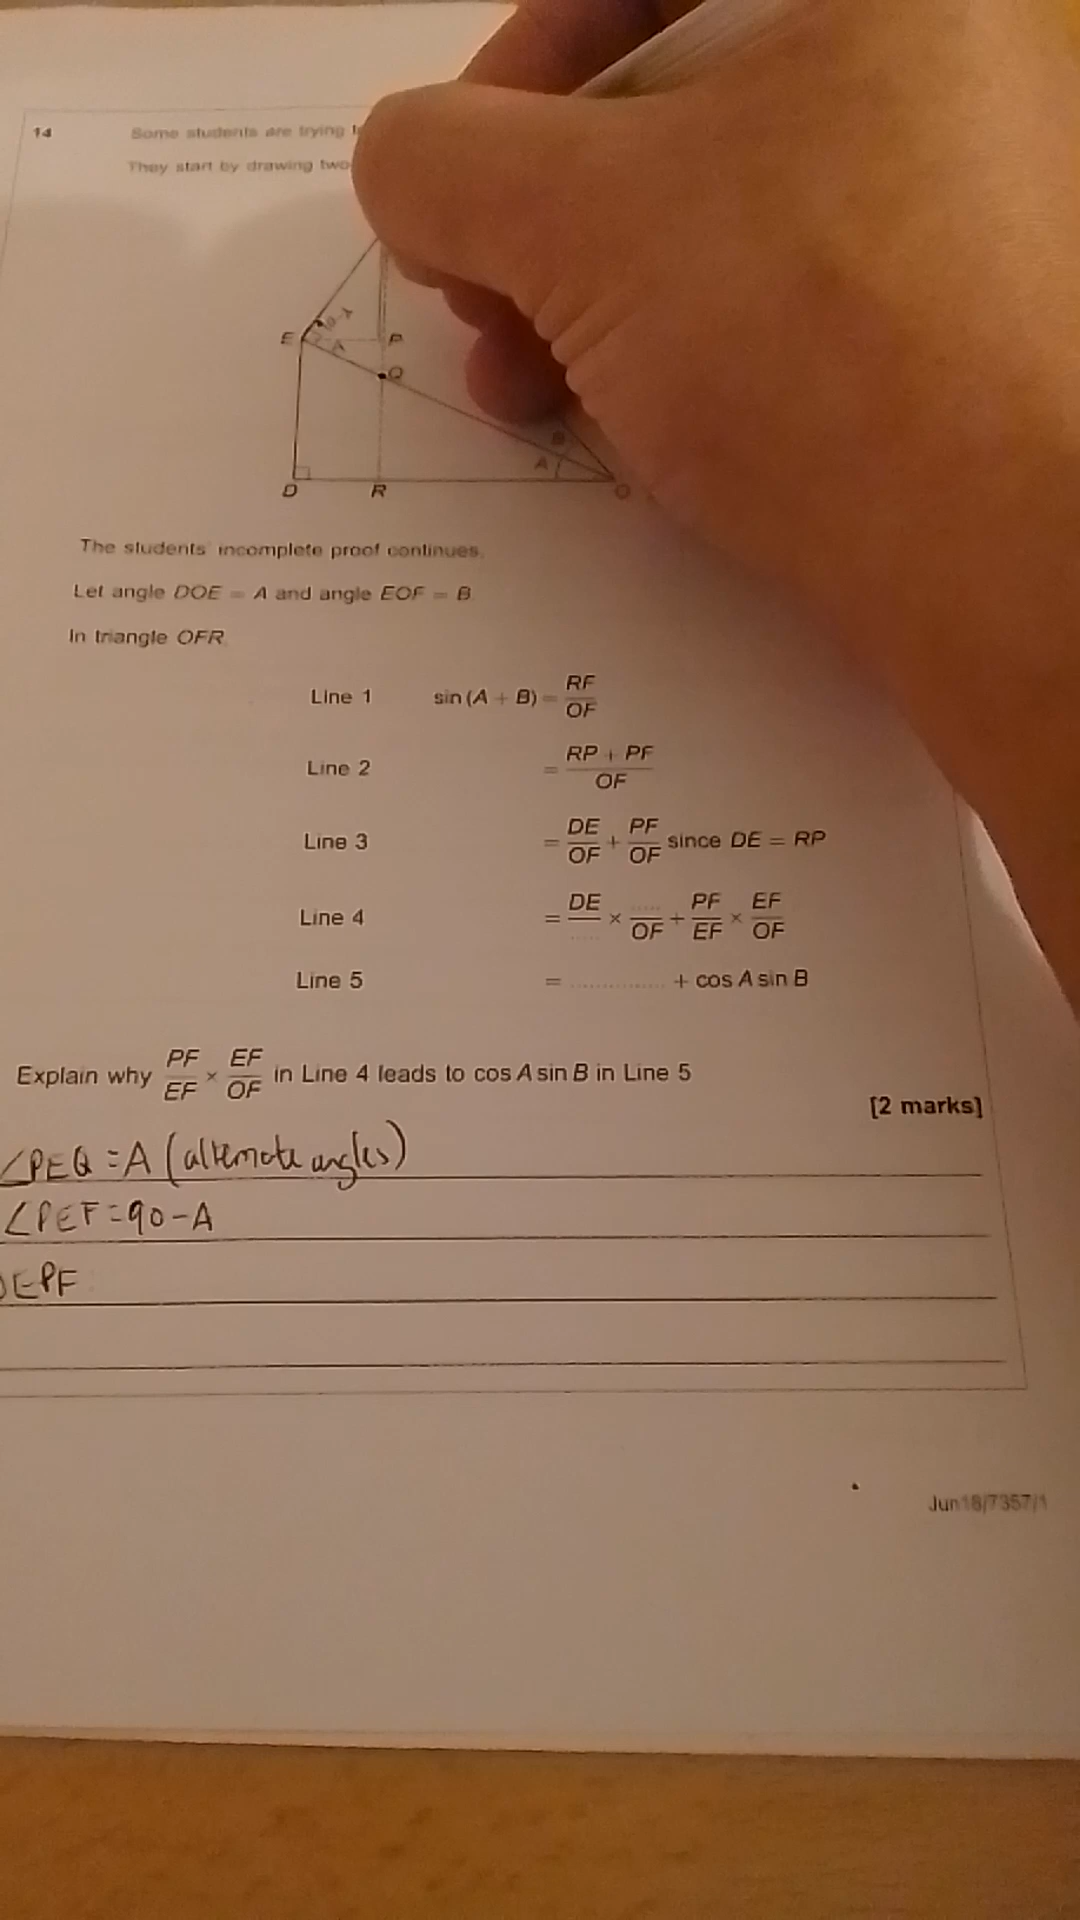 14
Some students are trying
They start by drawing two
90-A
E
A
P
Q
B
A
D
R
O
The students' incomplete proof continues.
Let angle DOE = A and angle EOF = B
In triangle OFR,
Line 1 sin (A + B) = RF/OF
Line 2 = RP + PF/OF
Line 3 = DE/OF + PF/OF since DE = RP
Line 4 = DE/..... × ...../OF + PF/EF × EF/OF
Line 5 = .............. + cos A sin B
Explain why PF/EF × EF/OF in Line 4 leads to cos A sin B in Line 5
[2 marks]
∠PEQ = A (alternate angles)
∠PEF = 90 - A
EPF
Jun18/7357/1